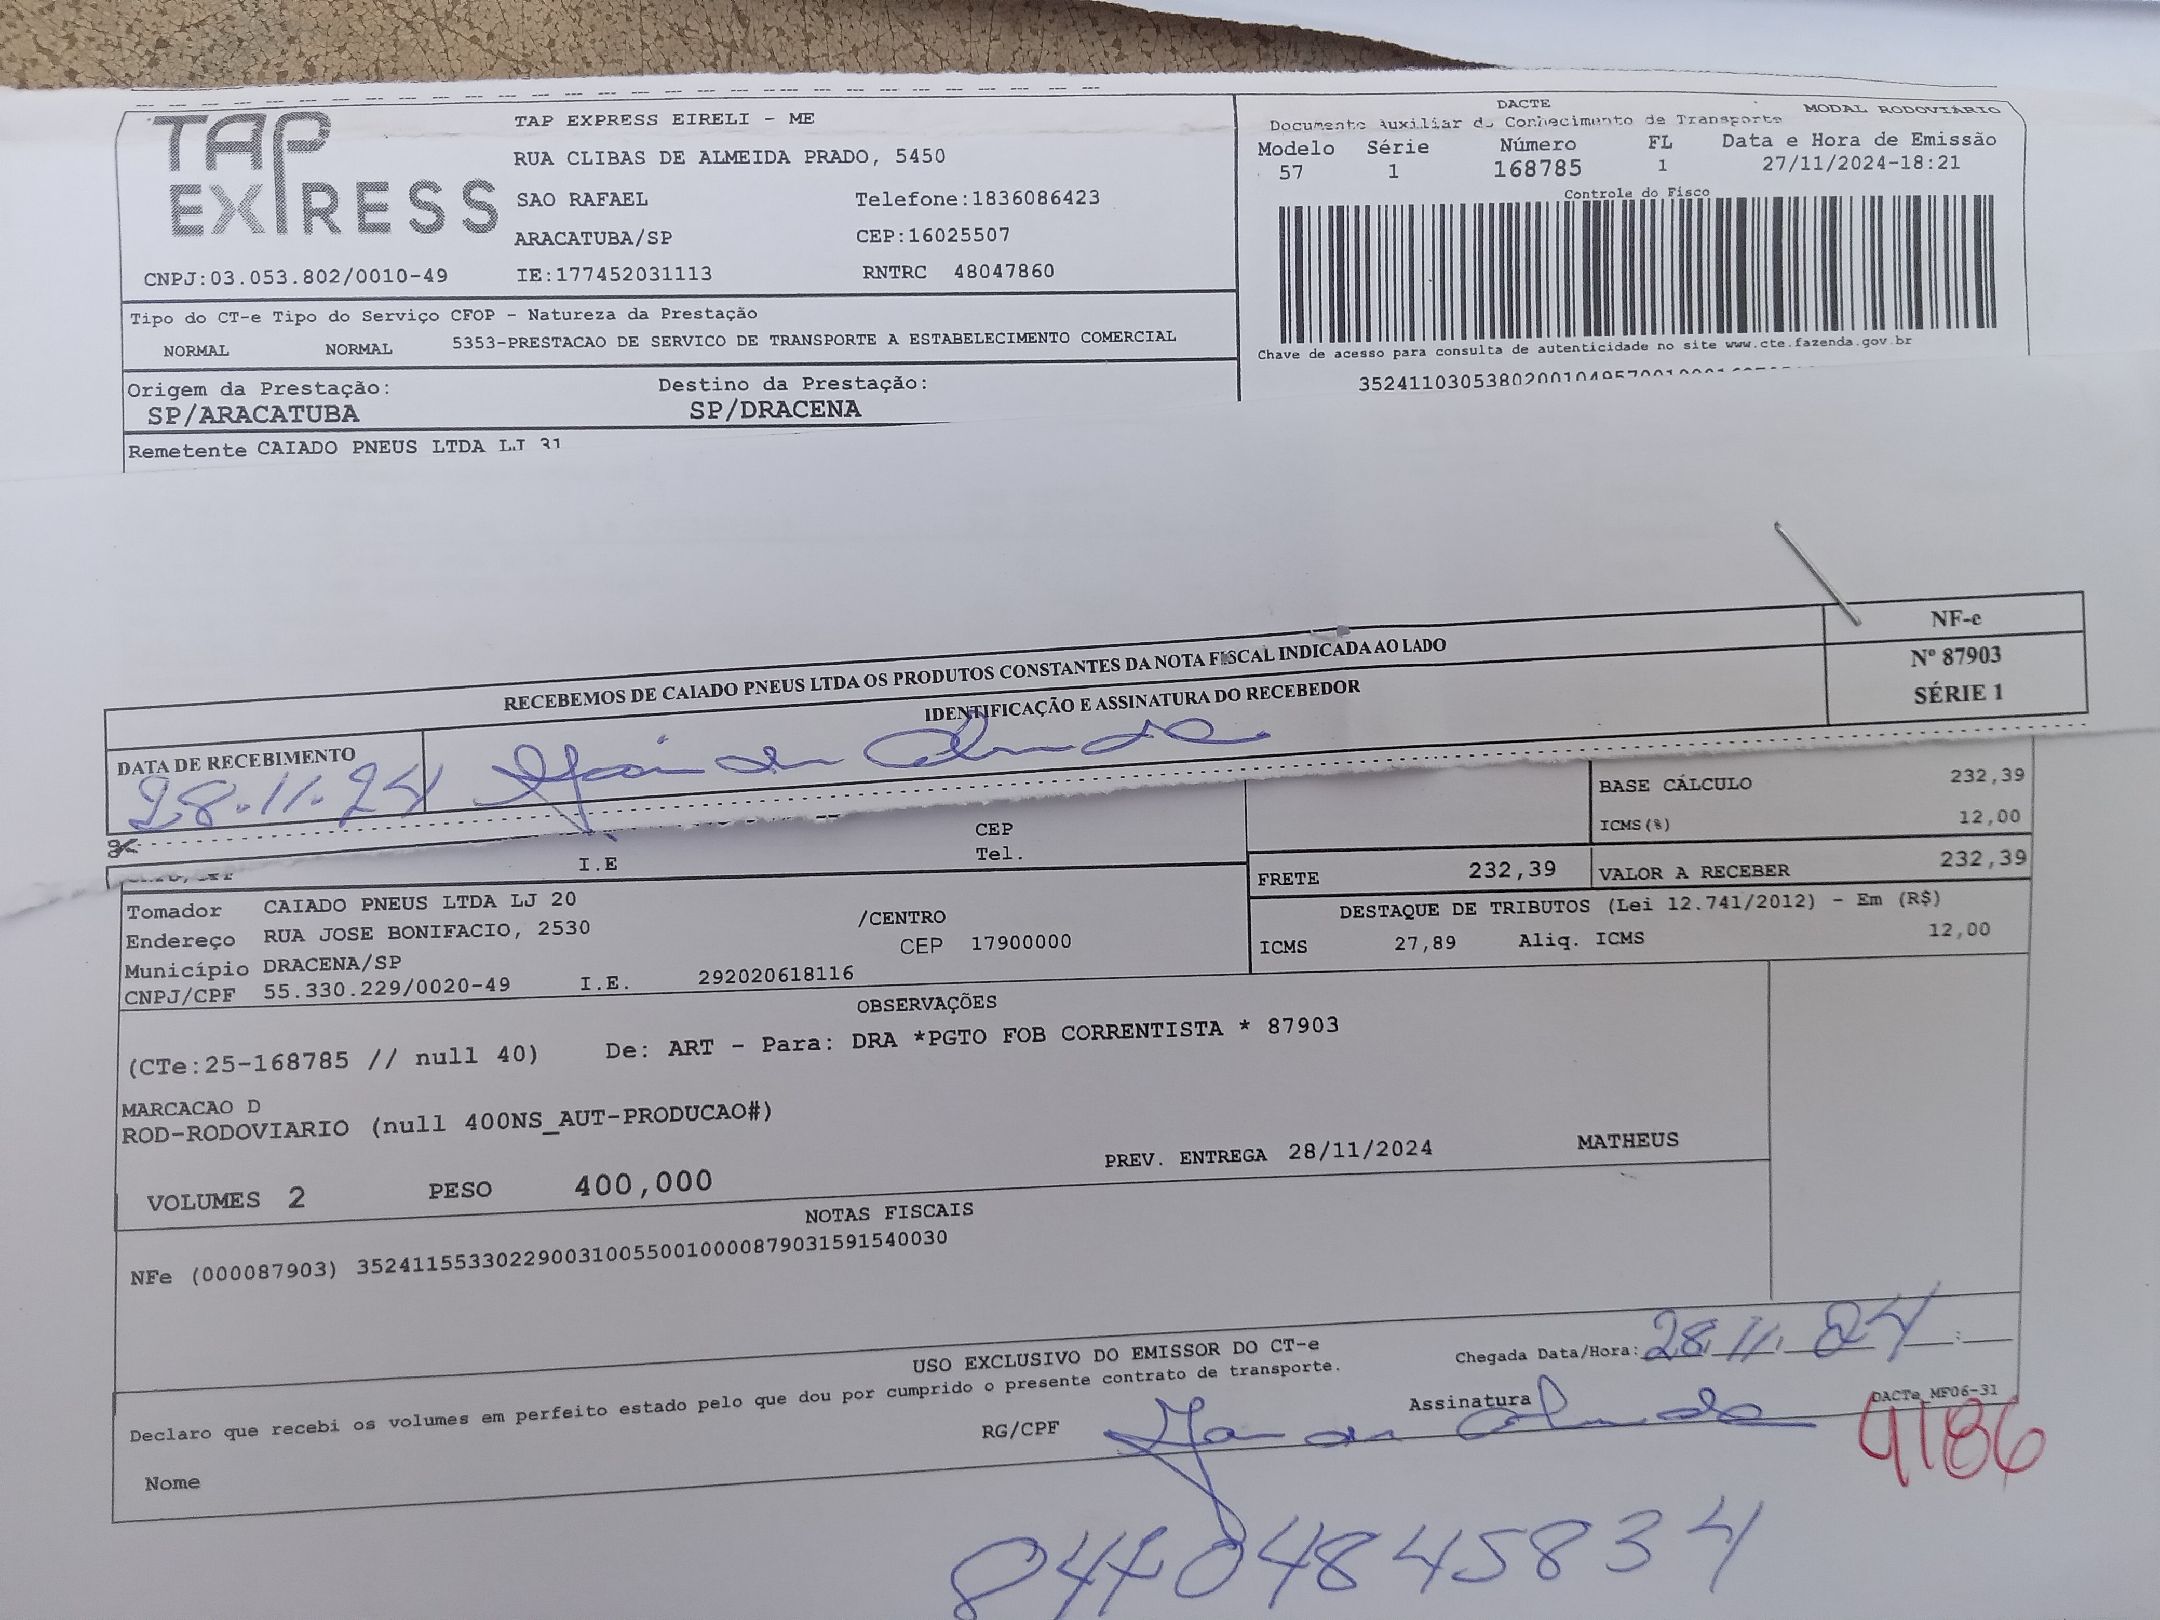 TAP EXPRESS
TAP EXPRESS EIRELI - ME
RUA CLIBAS DE ALMEIDA PRADO, 5450
SAO RAFAEL Telefone:1836086423
ARACATUBA/SP CEP:16025507
CNPJ:03.053.802/0010-49 IE:177452031113 RNTRC 48047860
DACTE MODAL RODOVIÁRIO
Documento Auxiliar do Conhecimento de Transporte
Modelo Série Número FL Data e Hora de Emissão
57 1 168785 1 27/11/2024-18:21
Controle do Fisco
Chave de acesso para consulta de autenticidade no site www.cte.fazenda.gov.br
Tipo do CT-e Tipo do Serviço CFOP - Natureza da Prestação
NORMAL NORMAL 5353-PRESTACAO DE SERVICO DE TRANSPORTE A ESTABELECIMENTO COMERCIAL
Origem da Prestação: Destino da Prestação:
SP/ARACATUBA SP/DRACENA
Remetente CAIADO PNEUS LTDA LJ 31
RECEBEMOS DE CAIADO PNEUS LTDA OS PRODUTOS CONSTANTES DA NOTA FISCAL INDICADA AO LADO
NF-e
Nº 87903
SÉRIE 1
DATA DE RECEBIMENTO IDENTIFICAÇÃO E ASSINATURA DO RECEBEDOR
28.11.24
BASE CÁLCULO 232,39
ICMS(%) 12,00
CEP
I.E Tel.
FRETE 232,39 VALOR A RECEBER 232,39
DESTAQUE DE TRIBUTOS (Lei 12.741/2012) - Em (R$)
ICMS 27,89 Aliq. ICMS 12,00
Tomador CAIADO PNEUS LTDA LJ 20
Endereço RUA JOSE BONIFACIO, 2530 /CENTRO
Município DRACENA/SP CEP 17900000
CNPJ/CPF 55.330.229/0020-49 I.E. 292020618116
OBSERVAÇÕES
(CTe:25-168785 // null 40) De: ART - Para: DRA *PGTO FOB CORRENTISTA * 87903
MARCACAO D
ROD-RODOVIARIO (null 400NS_AUT-PRODUCAO#)
VOLUMES 2 PESO 400,000 PREV. ENTREGA 28/11/2024 MATHEUS
NOTAS FISCAIS
NFe (000087903) 35241155330229003100550010000879031591540030
USO EXCLUSIVO DO EMISSOR DO CT-e
Declaro que recebi os volumes em perfeito estado pelo que dou por cumprido o presente contrato de transporte.
Chegada Data/Hora: 28.11.24
Nome RG/CPF Assinatura
DACTe MF06-31
4186
84404845834